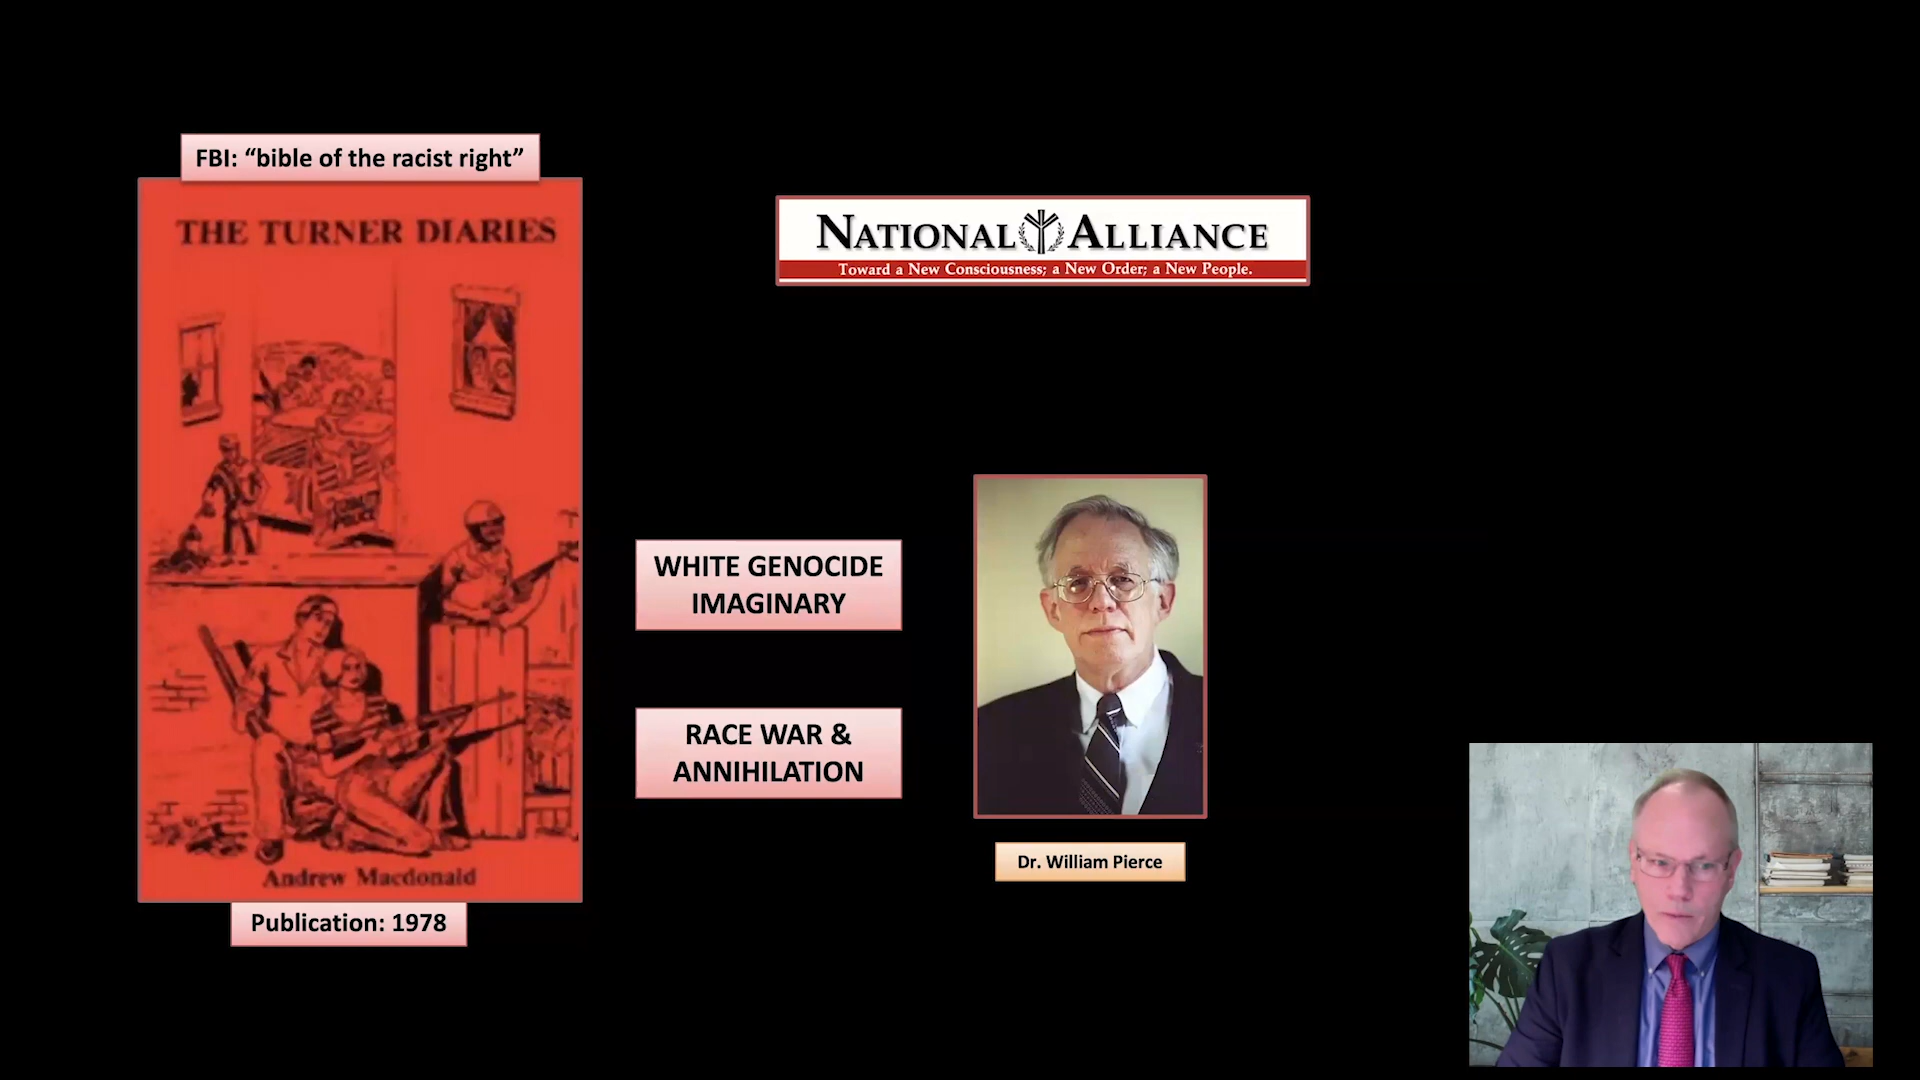 FBI: “bible of the racist right”
THE TURNER DIARIES
Andrew Macdonald
Publication: 1978
NATIONAL ALLIANCE
Toward a New Consciousness; a New Order; a New People.
WHITE GENOCIDE
IMAGINARY
RACE WAR &
ANNIHILATION
Dr. William Pierce